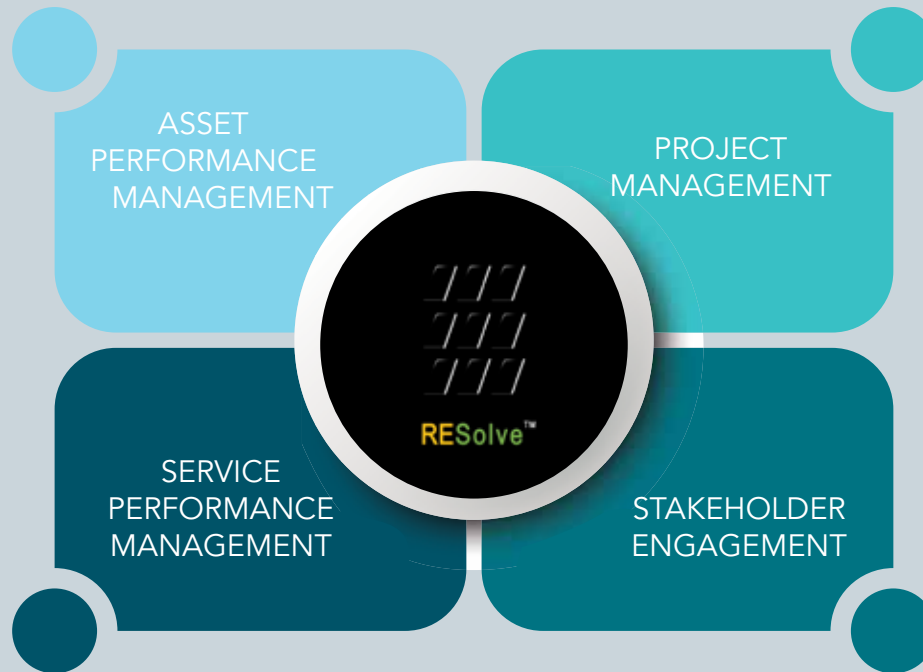 ASSET
PERFORMANCE
MANAGEMENT
PROJECT
MANAGEMENT
RESolve™
SERVICE
PERFORMANCE
MANAGEMENT
STAKEHOLDER
ENGAGEMENT